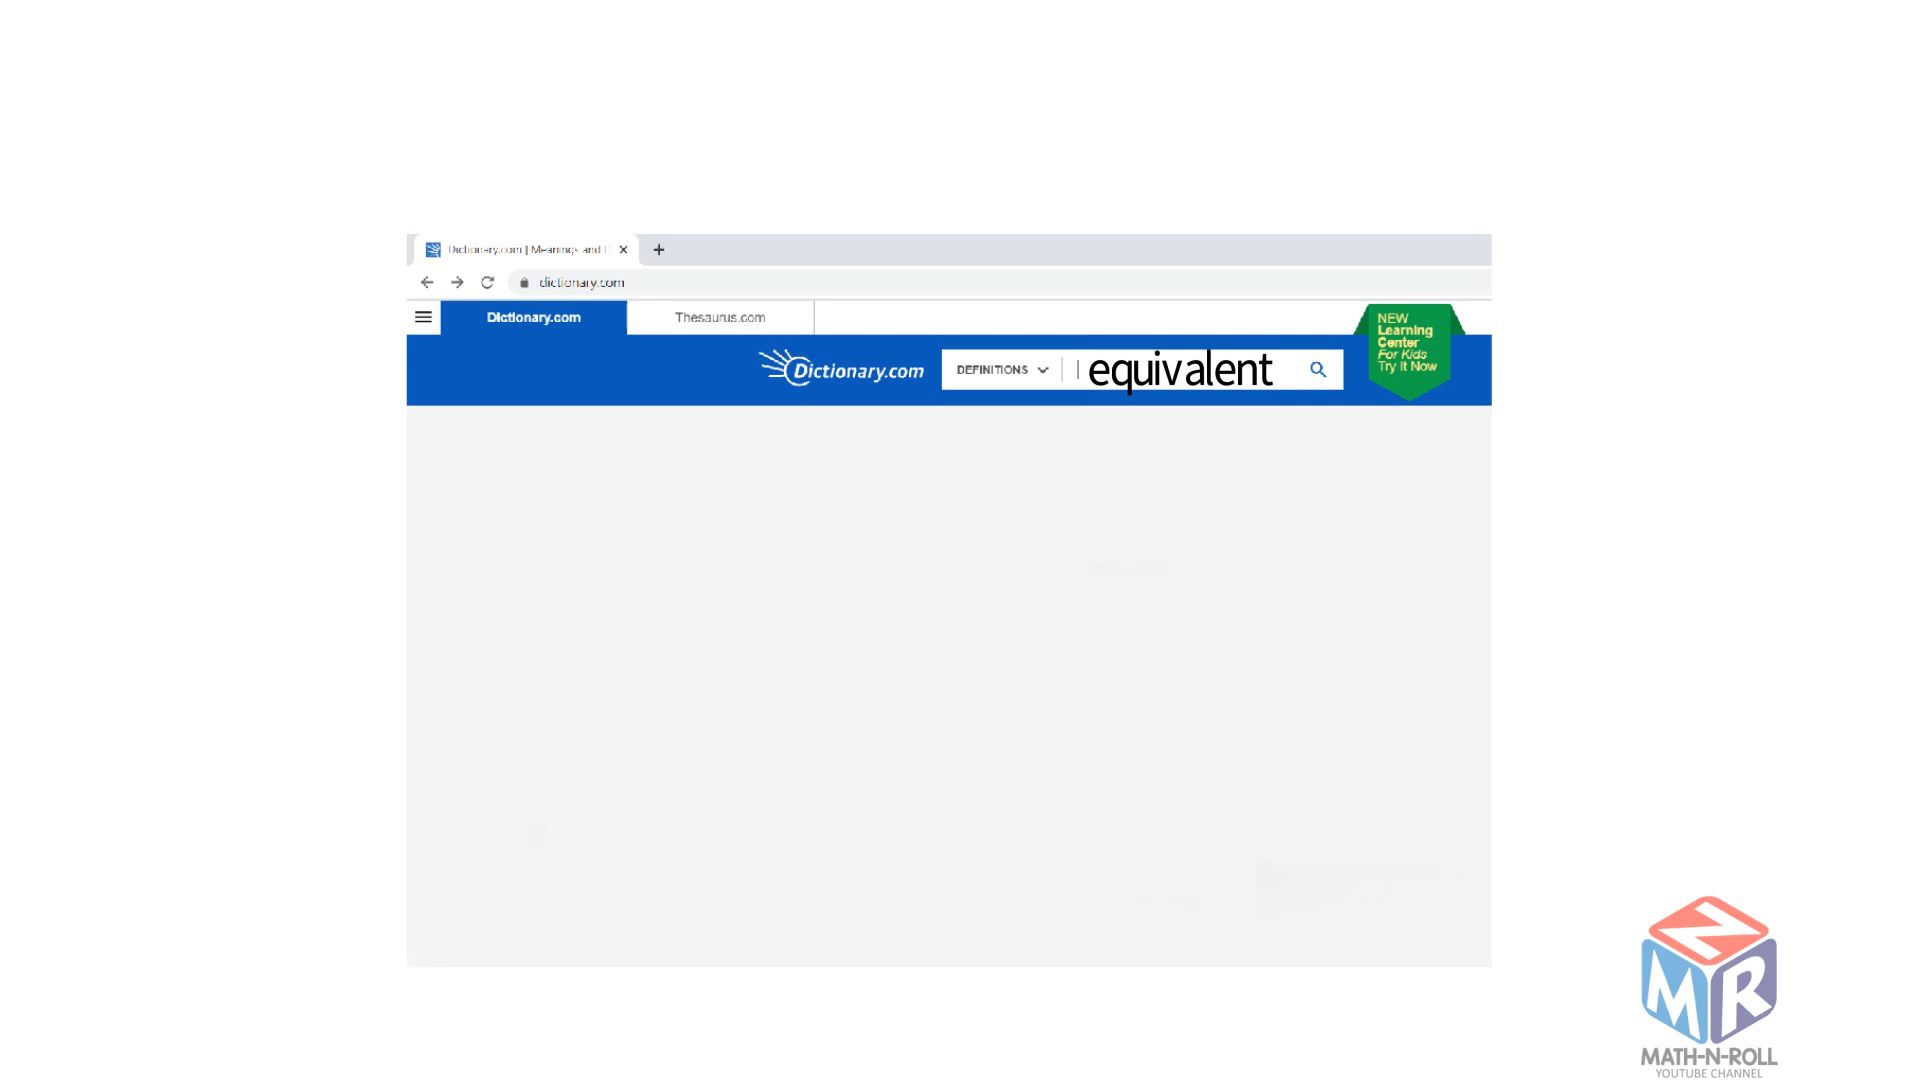 Dictionary.com | Meanings and
dictionary.com
Dictionary.com
Thesaurus.com
NEW
Learning
Center
For Kids
Try It Now
Dictionary.com
DEFINITIONS
equivalent
N
M R
MATH-N-ROLL
YOUTUBE CHANNEL